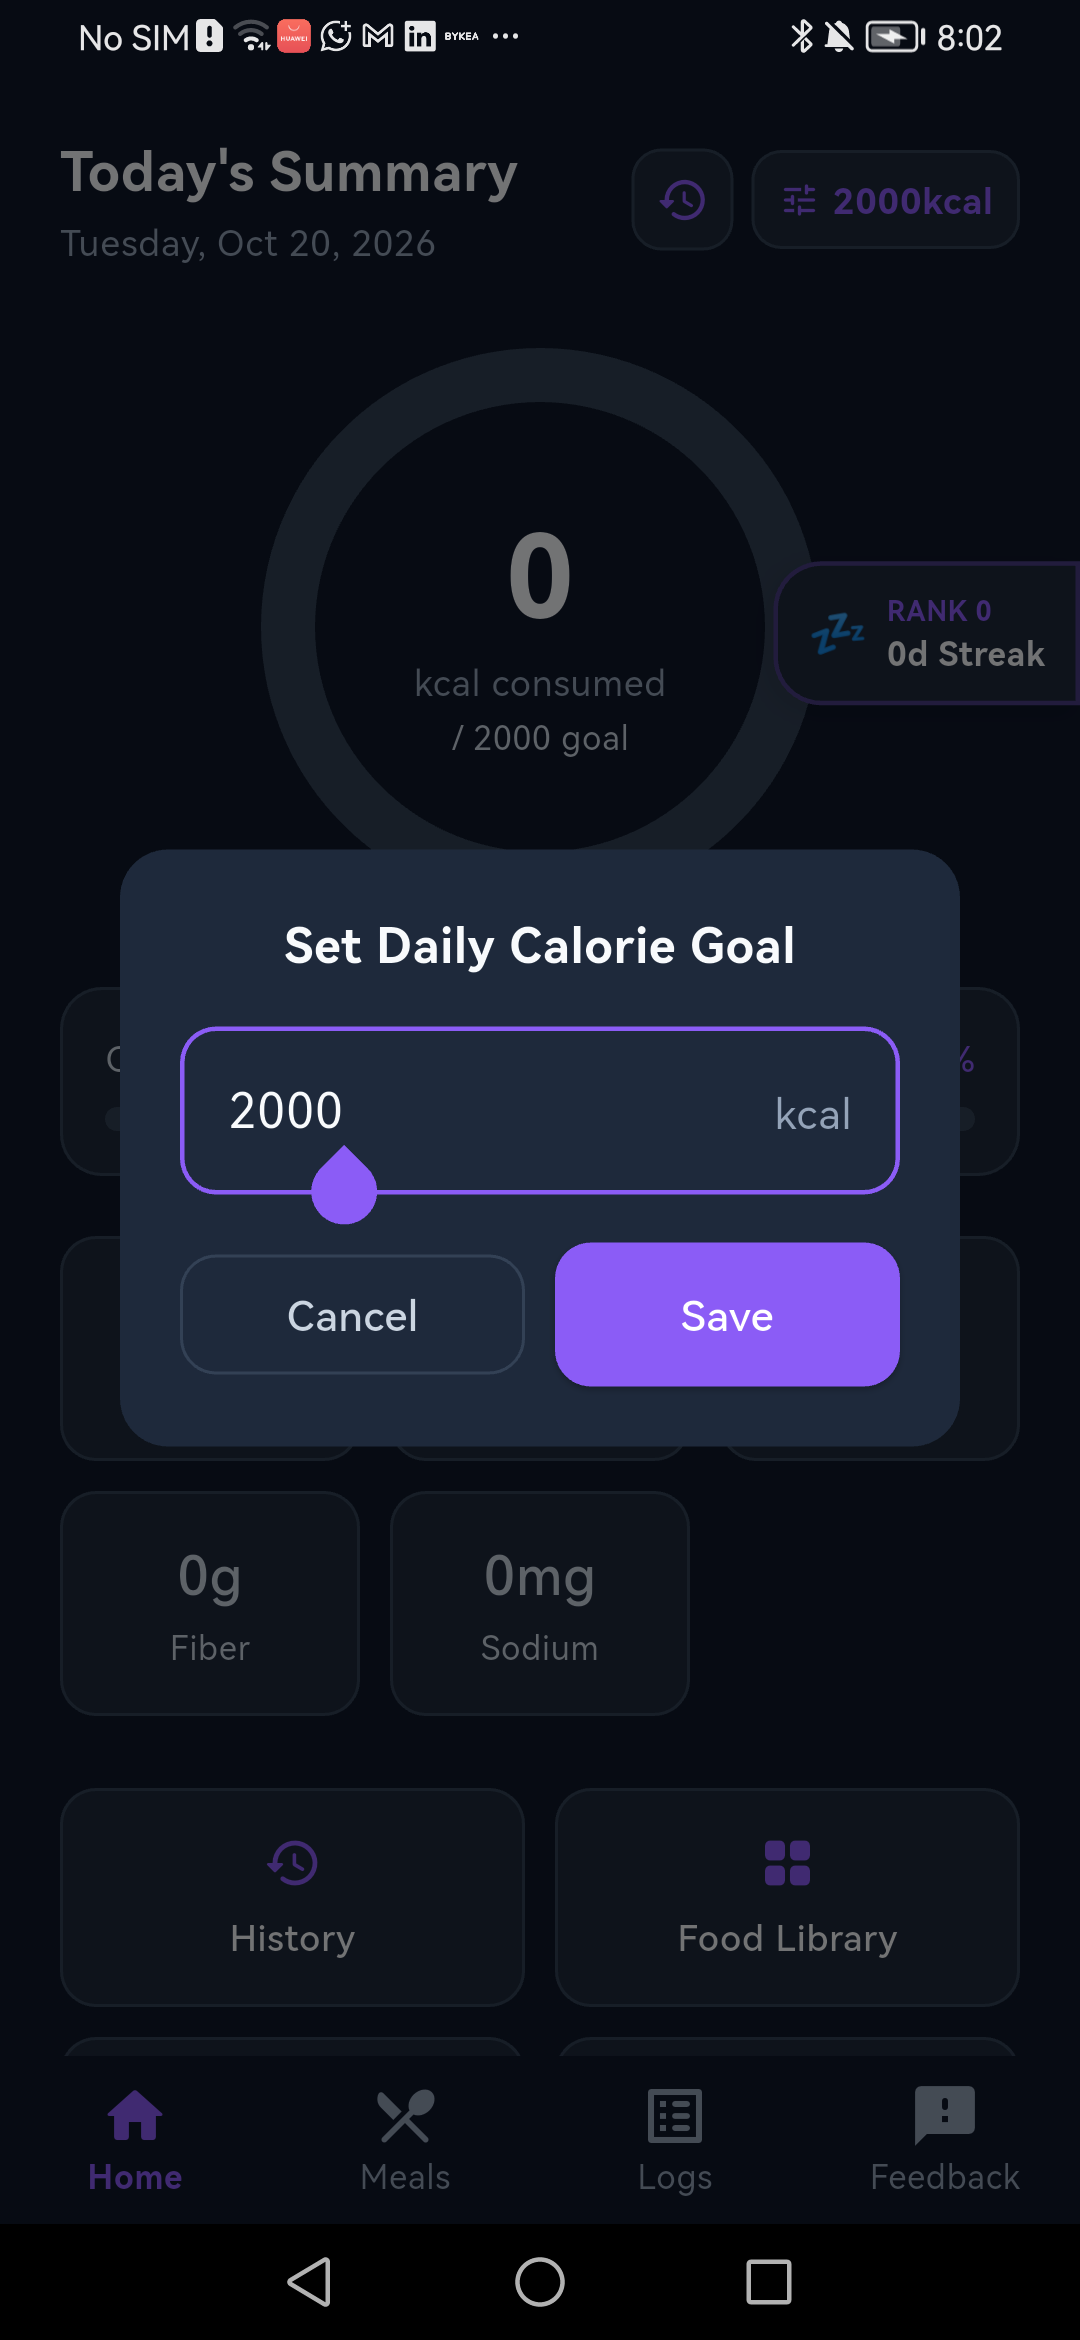 No SIM
HUAWEI
BYKEA
8:02
Today's Summary
2000kcal
Tuesday, Oct 20, 2026
0
RANK 0
0d Streak
kcal consumed
/ 2000 goal
Set Daily Calorie Goal
%
2000 kcal
Cancel
Save
0g
0mg
Fiber
Sodium
History
Food Library
Home
Meals
Logs
Feedback